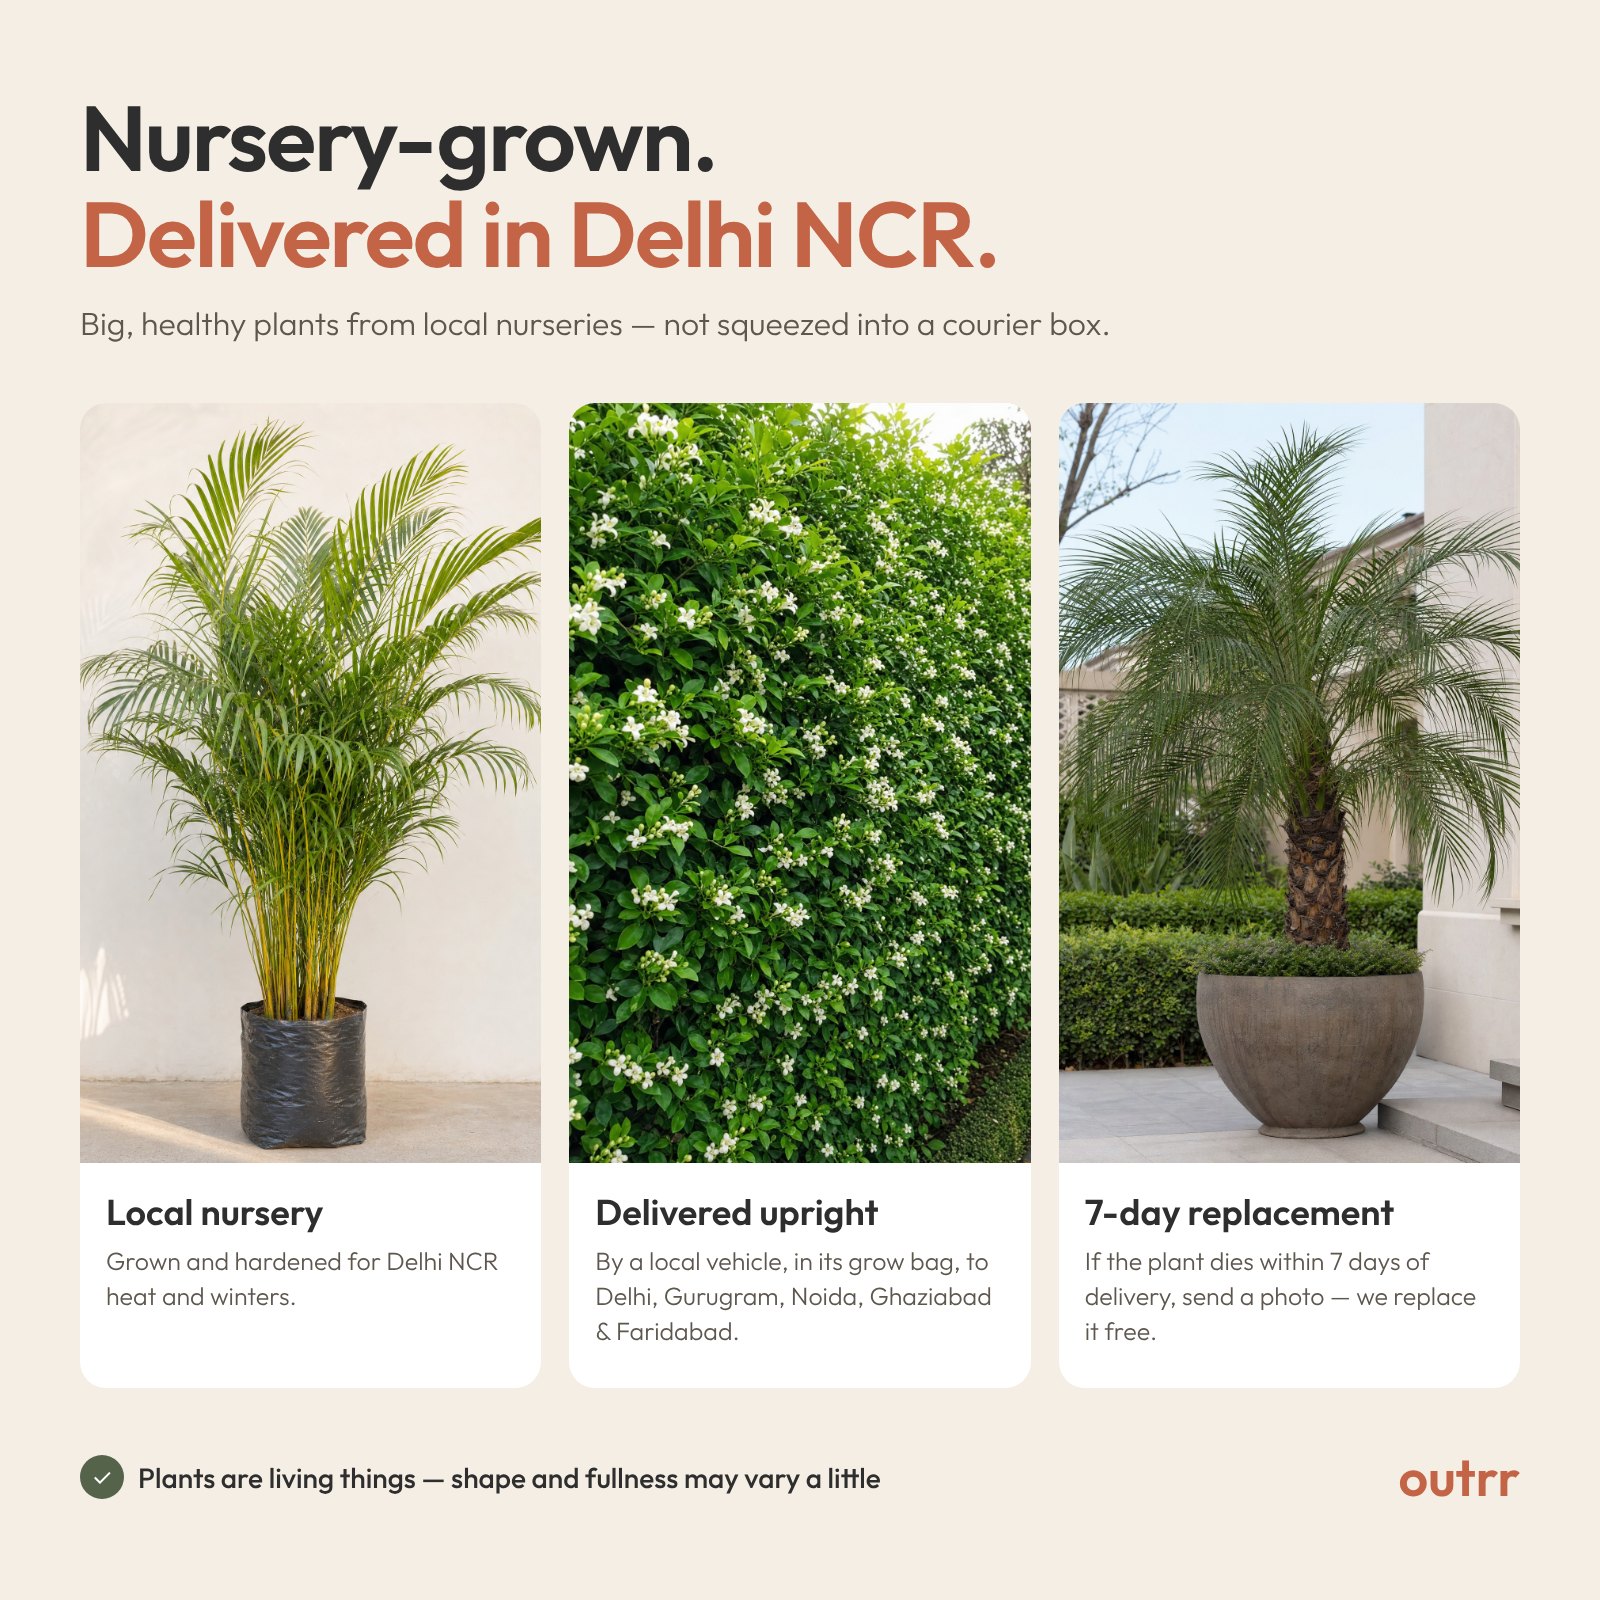 Nursery-grown.
Delivered in Delhi NCR.
Big, healthy plants from local nurseries — not squeezed into a courier box.
Local nursery
Grown and hardened for Delhi NCR
heat and winters.
Delivered upright
By a local vehicle, in its grow bag, to
Delhi, Gurugram, Noida, Ghaziabad
& Faridabad.
7-day replacement
If the plant dies within 7 days of
delivery, send a photo — we replace
it free.
Plants are living things — shape and fullness may vary a little
outrr